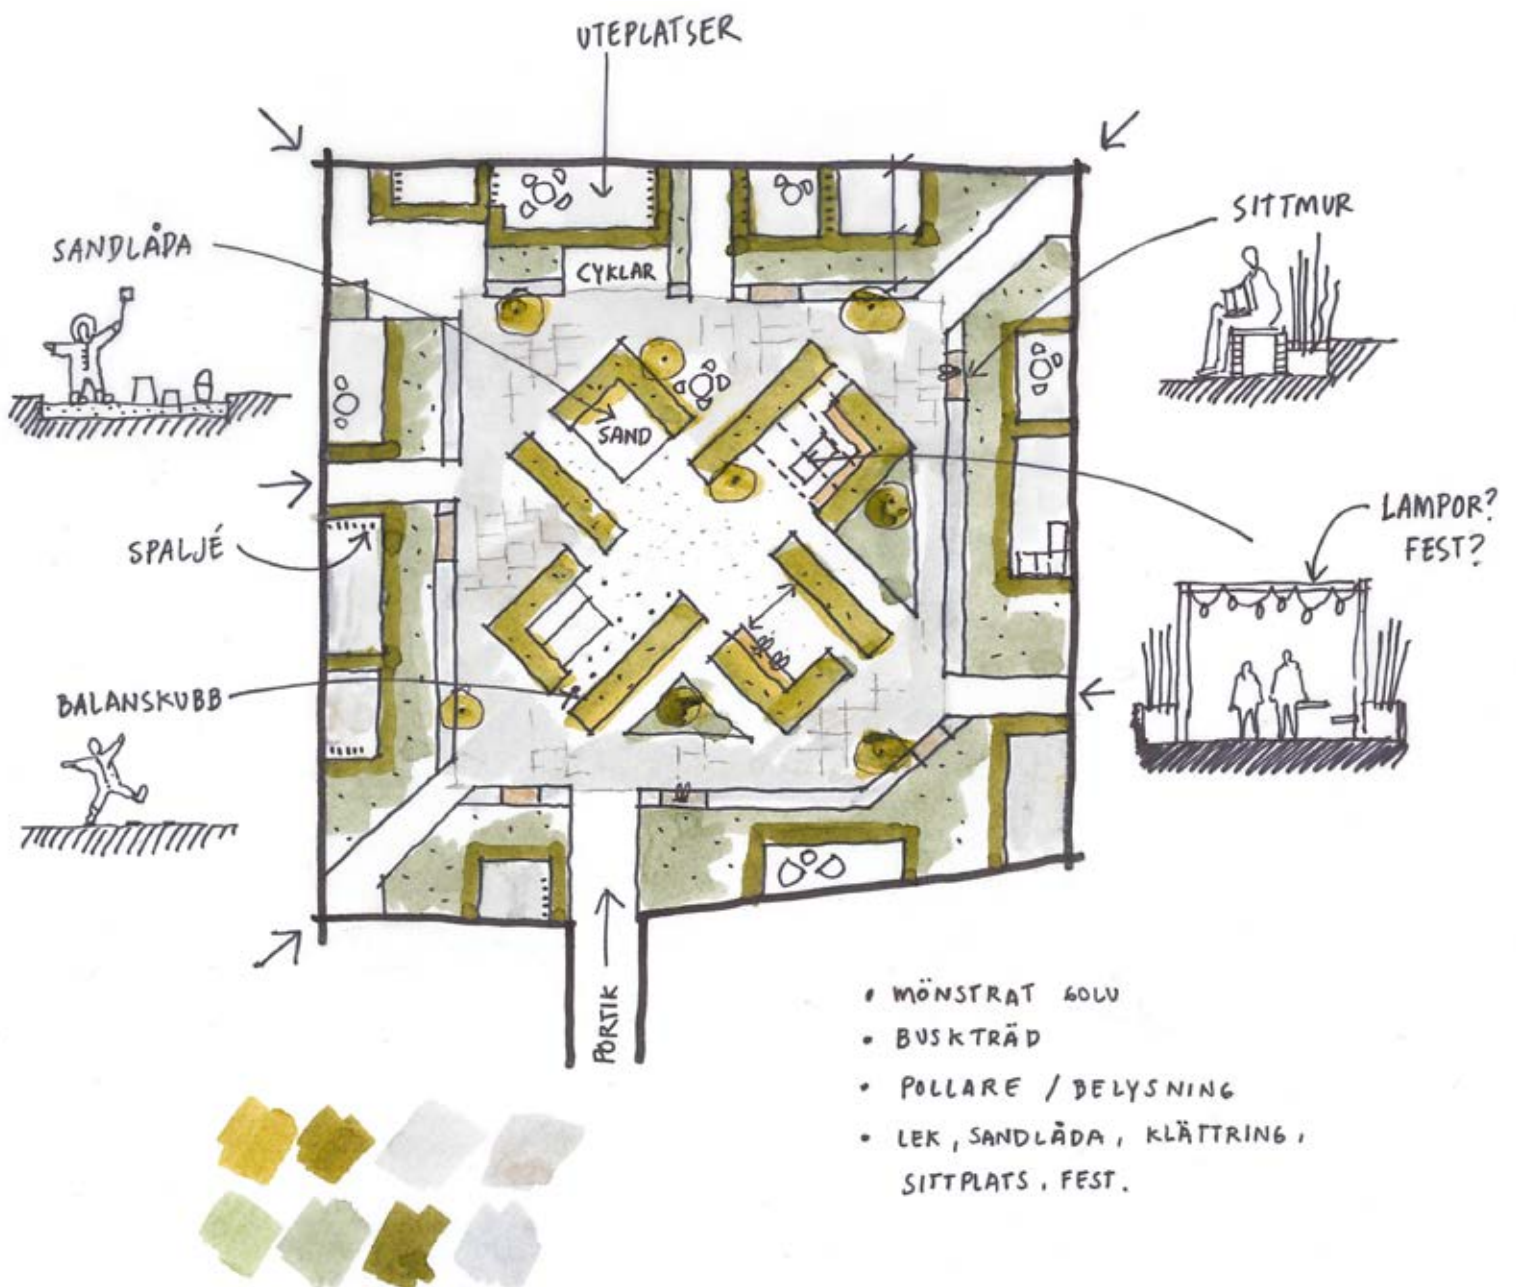 UTEPLATSER
SANDLÅDA
SITTMUR
CYKLAR
SAND
SPALJÉ
LAMPOR?
FEST?
BALANSKUBB
PORTIK
• MÖNSTRAT GOLV
• BUSKTRÄD
• POLLARE / BELYSNING
• LEK, SANDLÅDA, KLÄTTRING,
SITTPLATS, FEST.